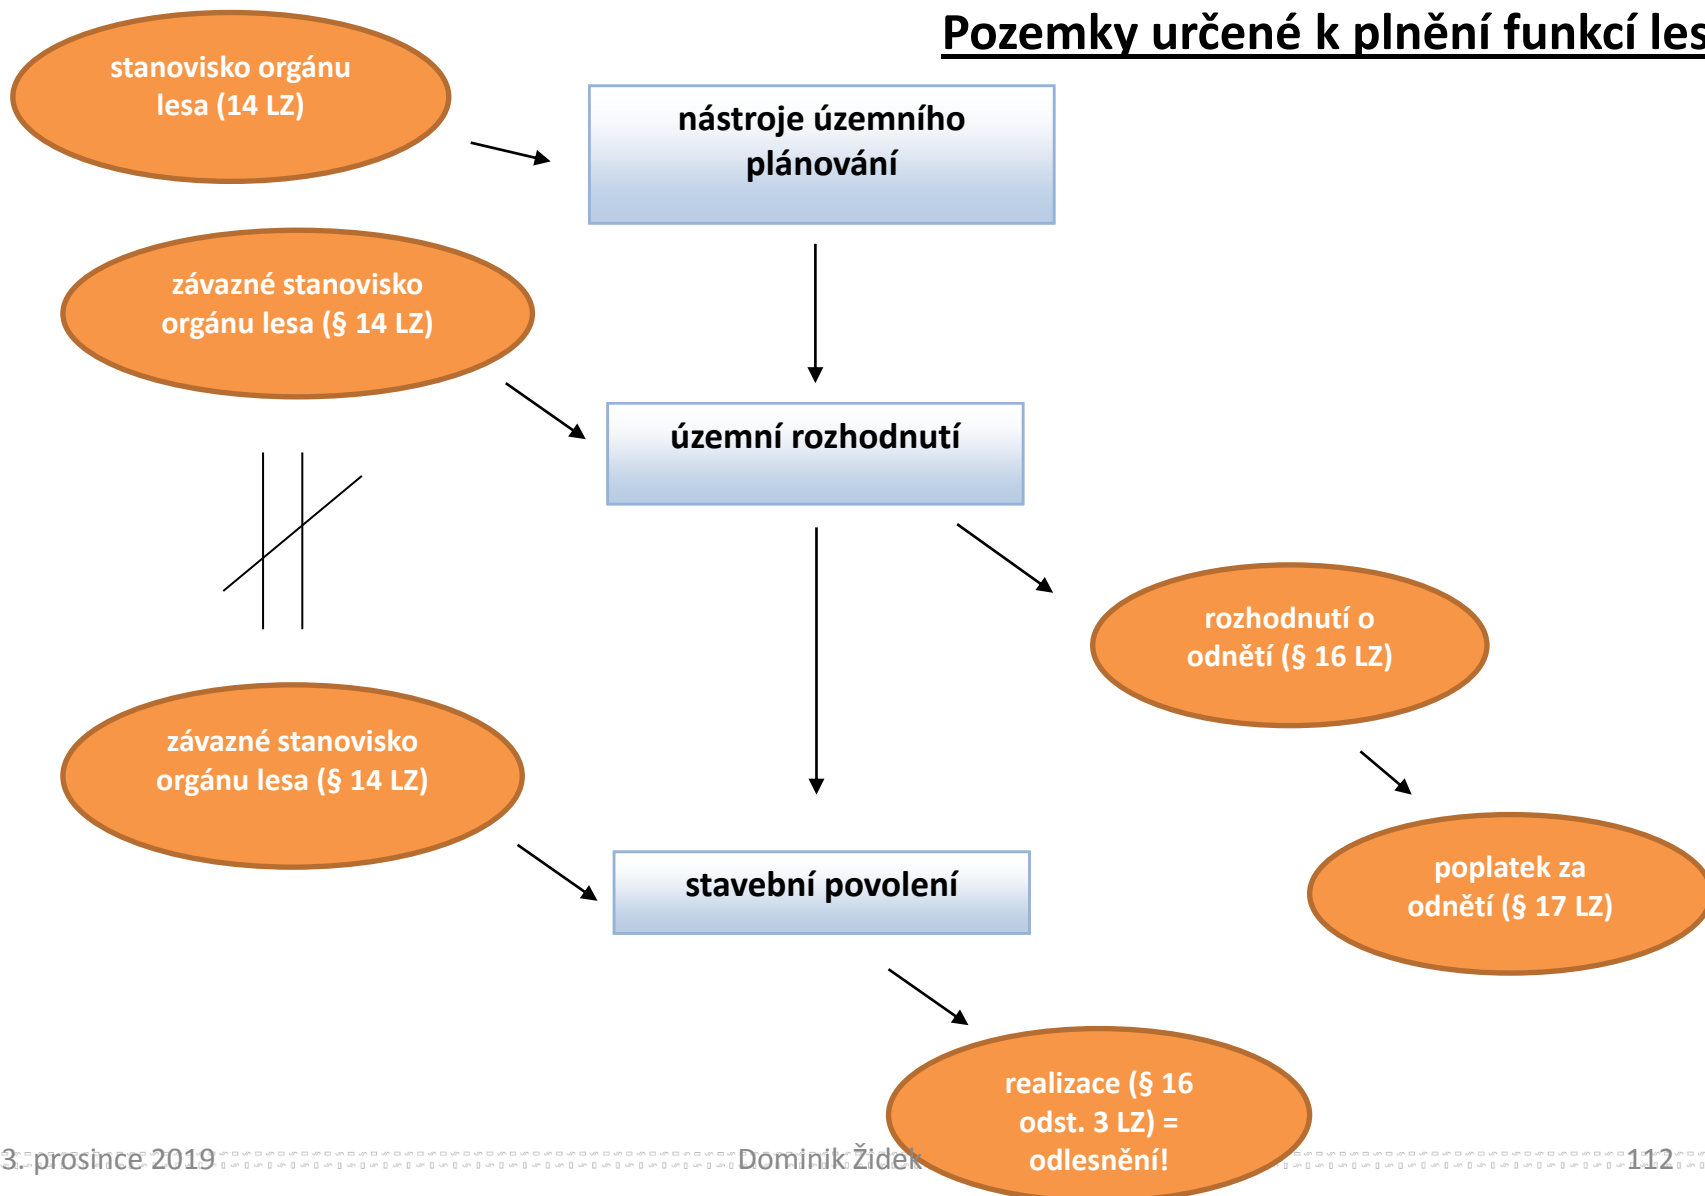 Pozemky určené k plnění funkcí les
stanovisko orgánu
lesa (14 LZ)
nástroje územního
plánování
závazné stanovisko
orgánu lesa (§ 14 LZ)
územní rozhodnutí
rozhodnutí o
odnětí (§ 16 LZ)
závazné stanovisko
orgánu lesa (§ 14 LZ)
stavební povolení
poplatek za
odnětí (§ 17 LZ)
realizace (§ 16
odst. 3 LZ) =
odlesnění!
3. prosince 2019
Dominik Židek
112